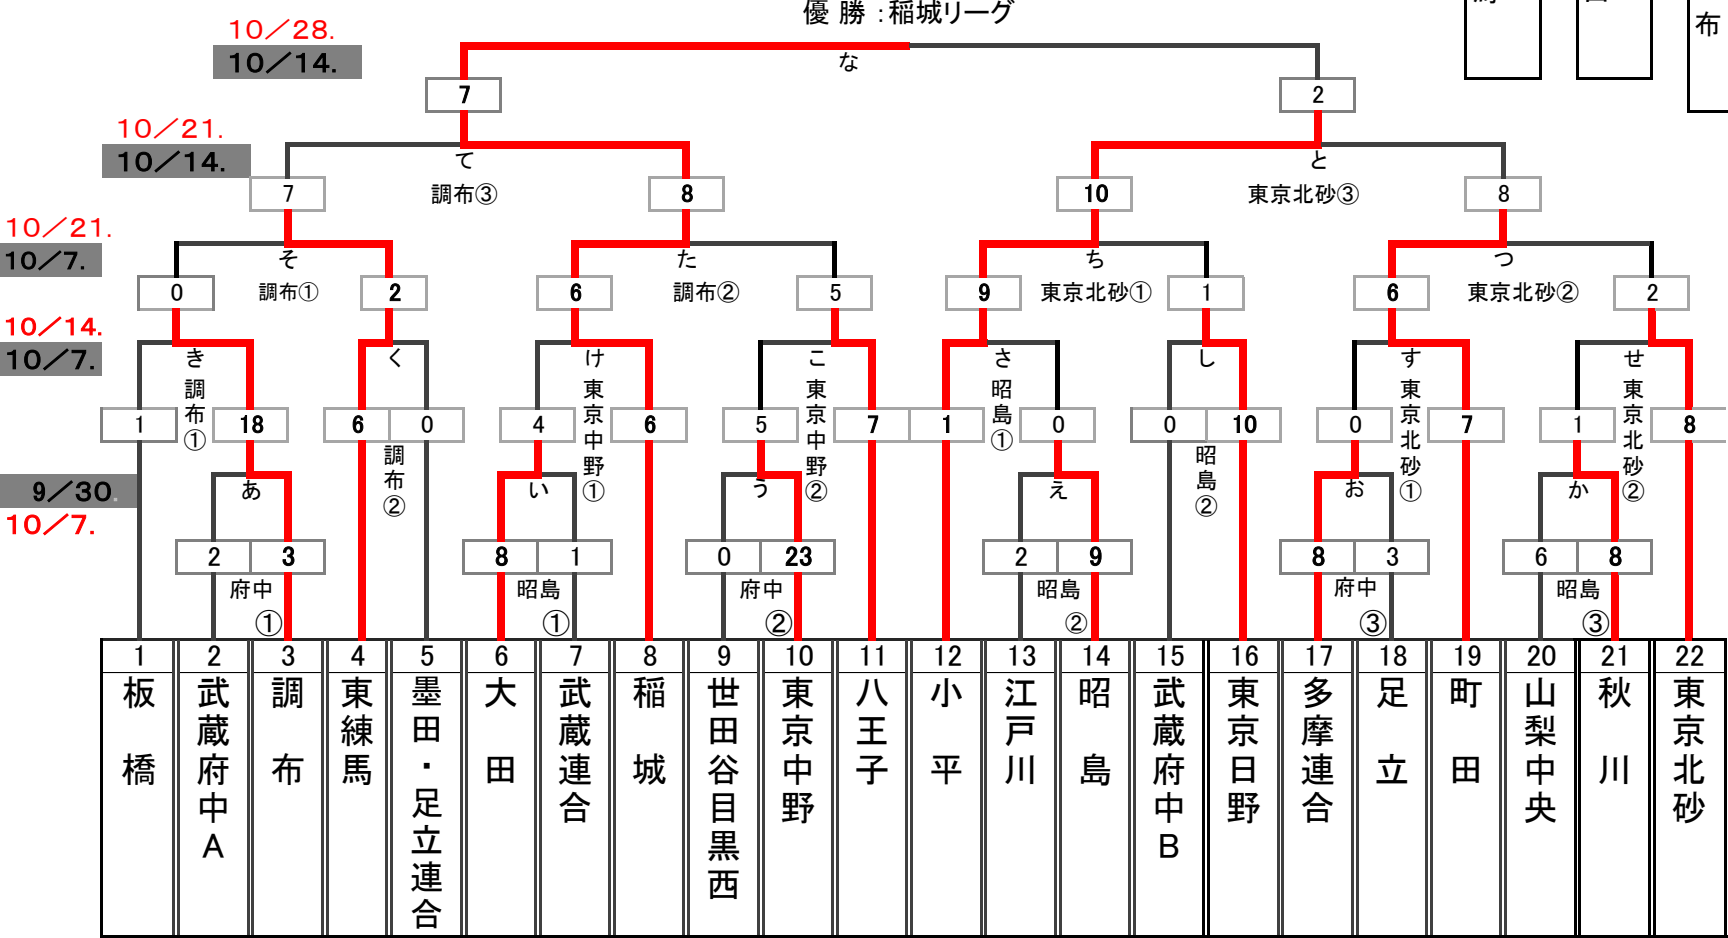 優 勝 :稲城リーグ
布
10／28.
10／14.
な
7
2
10／21.
10／14.
て
と
7
調布③
8
10
東京北砂③
8
10／21.
10／7.
そ
た
ち
つ
0
調布①
2
6
調布②
5
9
東京北砂①
1
6
東京北砂②
2
10／14.
10／7.
き
く
け
こ
さ
し
す
せ
調布①
東京中野①
東京中野②
昭島①
東京北砂①
東京北砂②
1
18
6
0
4
6
5
7
1
0
0
10
0
7
1
8
調布②
昭島②
9／30.
10／7.
あ
い
う
え
お
か
2
3
8
1
0
23
2
9
8
3
6
8
府中①
昭島①
府中②
昭島②
府中③
昭島③
1
2
3
4
5
6
7
8
9
10
11
12
13
14
15
16
17
18
19
20
21
22
板橋
武蔵府中A
調布
東練馬
墨田・足立連合
大田
武蔵連合
稲城
世田谷目黒西
東京中野
八王子
小平
江戸川
昭島
武蔵府中B
東京日野
多摩連合
足立
町田
山梨中央
秋川
東京北砂